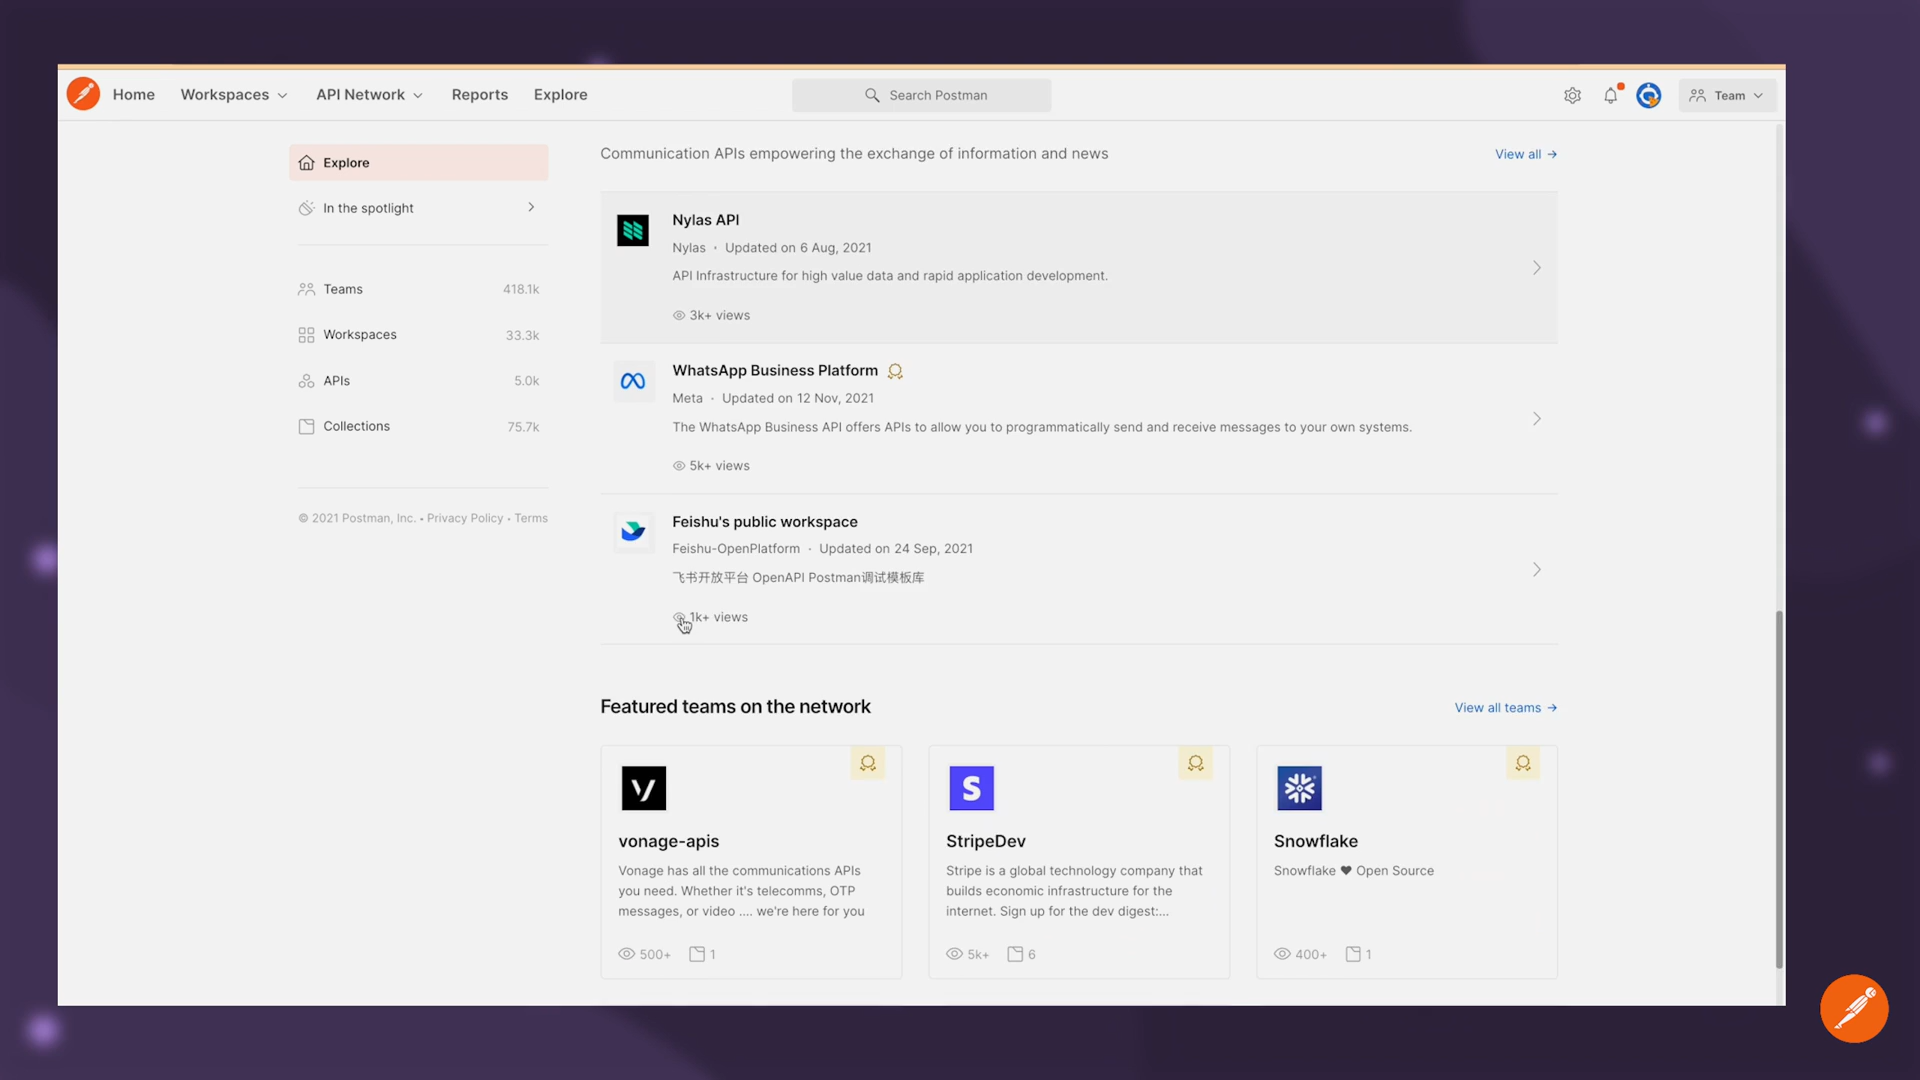 Home
Workspaces
API Network
Reports
Explore
Search Postman
Team
Explore
In the spotlight
Teams 418.1k
Workspaces 33.3k
APIs 5.0k
Collections 75.7k
© 2021 Postman, Inc. • Privacy Policy • Terms
Communication APIs empowering the exchange of information and news
View all →
Nylas API
Nylas · Updated on 6 Aug, 2021
API Infrastructure for high value data and rapid application development.
3k+ views
WhatsApp Business Platform
Meta · Updated on 12 Nov, 2021
The WhatsApp Business API offers APIs to allow you to programmatically send and receive messages to your own systems.
5k+ views
Feishu's public workspace
Feishu-OpenPlatform · Updated on 24 Sep, 2021
飞书开放平台 OpenAPI Postman调试模板库
1k+ views
Featured teams on the network
View all teams →
vonage-apis
Vonage has all the communications APIs
you need. Whether it's telecomms, OTP
messages, or video .... we're here for you
500+ 1
S
StripeDev
Stripe is a global technology company that
builds economic infrastructure for the
internet. Sign up for the dev digest:...
5k+ 6
Snowflake
Snowflake ♥ Open Source
400+ 1